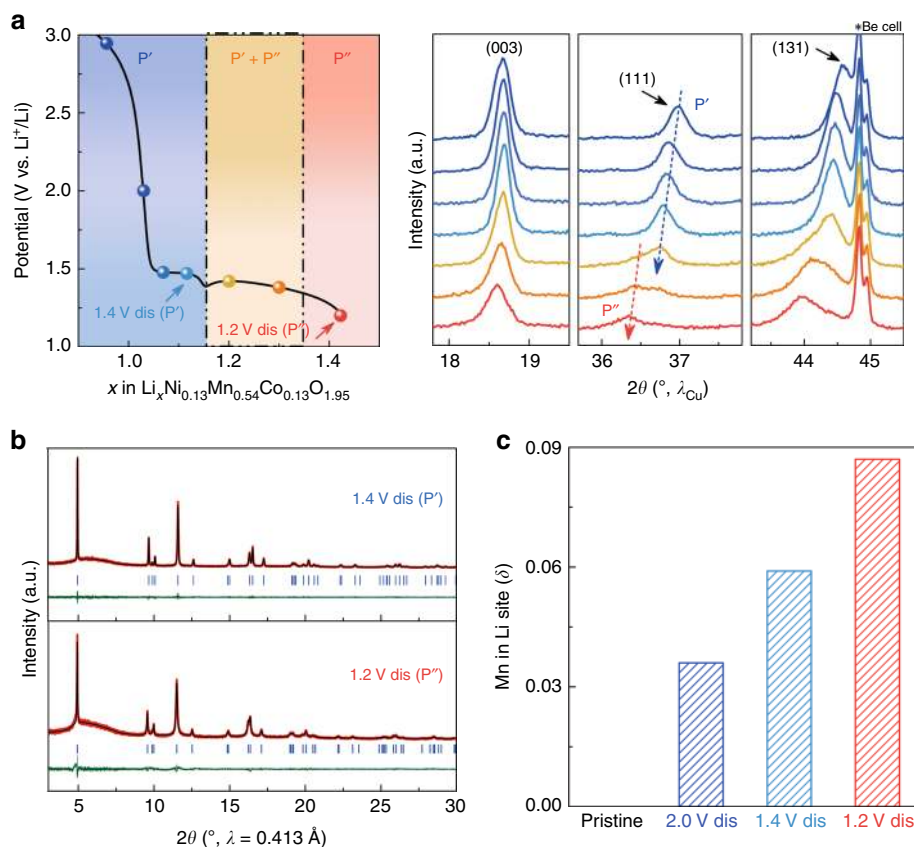 a
3.0
2.5
2.0
1.5
1.0
Potential (V vs. Li⁺/Li)
P′
P′ + P″
P″
1.4 V dis (P′)
1.2 V dis (P″)
1.0
1.2
1.4
x in LiₓNi₀.₁₃Mn₀.₅₄Co₀.₁₃O₁.₉₅
Intensity (a.u.)
(003)
(111)
P′
P″
(131)
*Be cell
18
19
36
37
44
45
2θ (°, λCu)
b
Intensity (a.u.)
1.4 V dis (P′)
1.2 V dis (P″)
5
10
15
20
25
30
2θ (°, λ = 0.413 Å)
c
0.09
0.06
0.03
0.00
Mn in Li site (δ)
Pristine
2.0 V dis
1.4 V dis
1.2 V dis